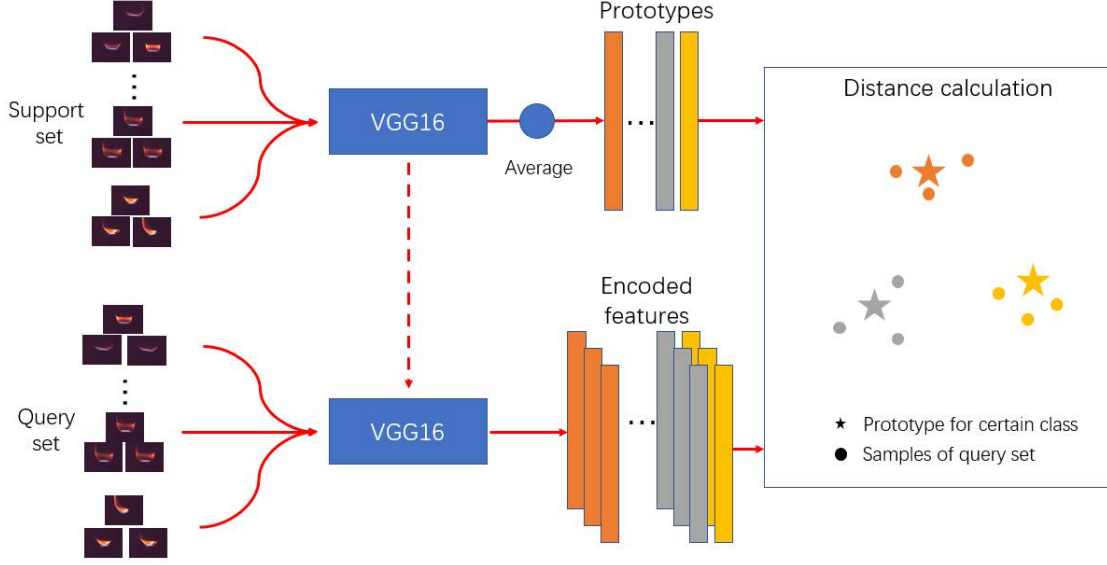 Prototypes
Distance calculation
Support
set
VGG16
...
Average
Encoded
features
Query
set
VGG16
...
Prototype for certain class
Samples of query set